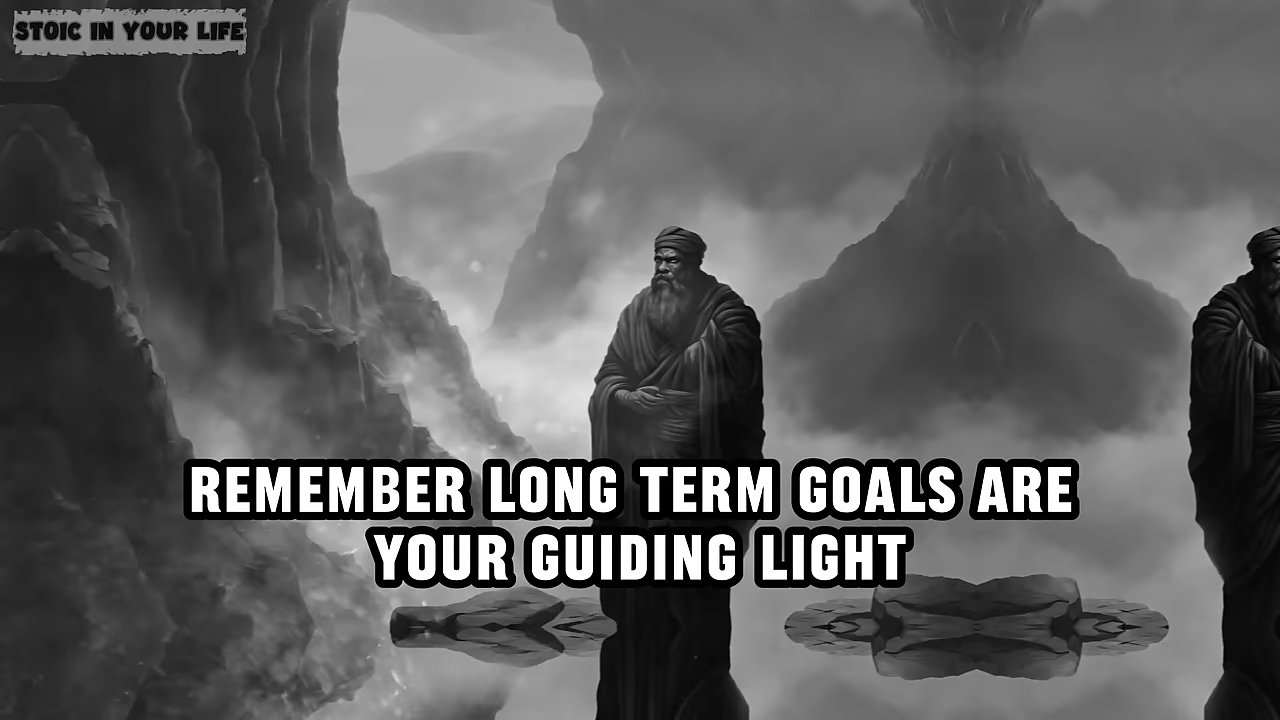 STOIC IN YOUR LIFE
REMEMBER LONG TERM GOALS ARE
YOUR GUIDING LIGHT